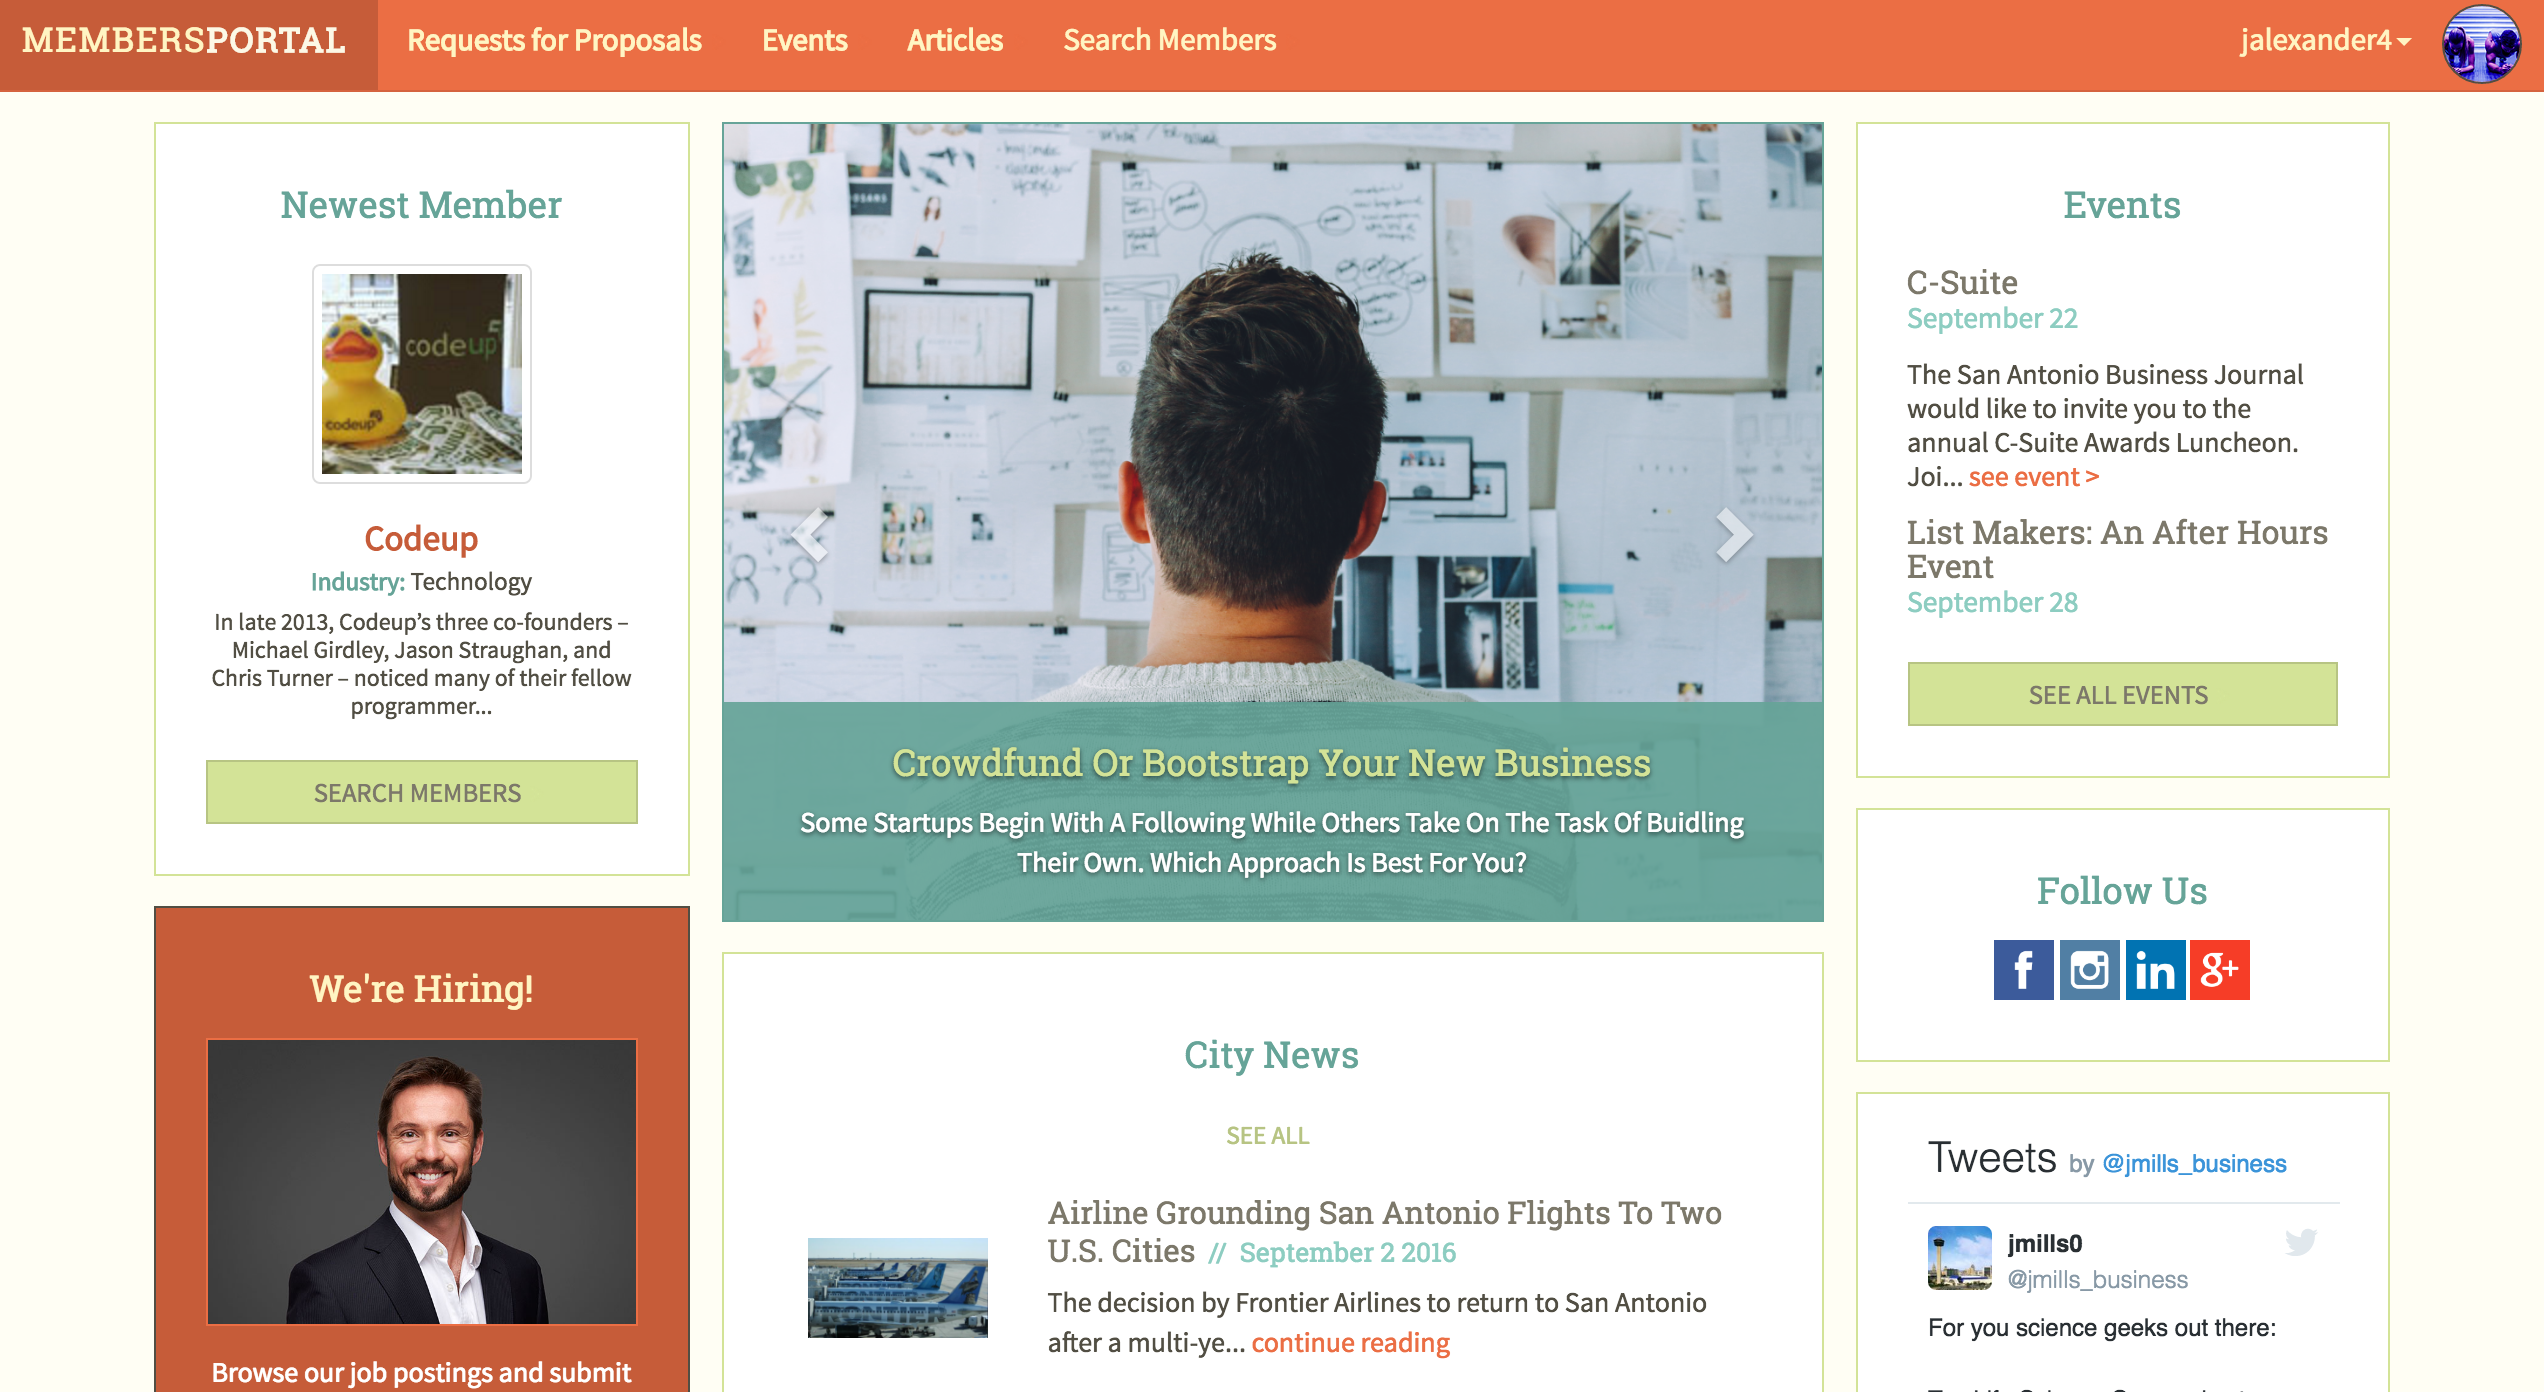 MEMBERSPORTAL
Requests for Proposals
Events
Articles
Search Members
jalexander4
Newest Member
codeup
codeup
Codeup
Industry: Technology
In late 2013, Codeup’s three co-founders –
Michael Girdley, Jason Straughan, and
Chris Turner – noticed many of their fellow
programmer...
SEARCH MEMBERS
We're Hiring!
Browse our job postings and submit
Crowdfund Or Bootstrap Your New Business
Some Startups Begin With A Following While Others Take On The Task Of Buidling
Their Own. Which Approach Is Best For You?
City News
SEE ALL
Airline Grounding San Antonio Flights To Two
U.S. Cities // September 2 2016
The decision by Frontier Airlines to return to San Antonio
after a multi-ye... continue reading
Events
C-Suite
September 22
The San Antonio Business Journal
would like to invite you to the
annual C-Suite Awards Luncheon.
Joi... see event >
List Makers: An After Hours
Event
September 28
SEE ALL EVENTS
Follow Us
f
in
g+
Tweets by @jmills_business
jmills0
@jmills_business
For you science geeks out there: